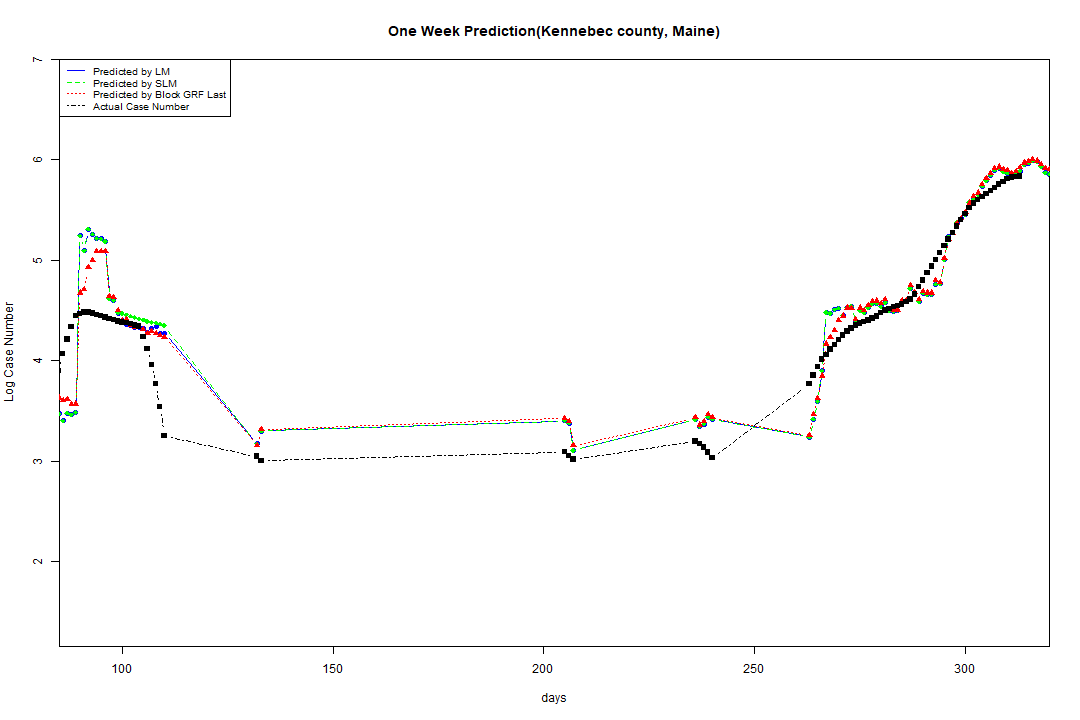 One Week Prediction(Kennebec county, Maine)
Predicted by LM
Predicted by SLM
Predicted by Block GRF Last
Actual Case Number
7
6
5
4
3
2
Log Case Number
100 150 200 250 300
days